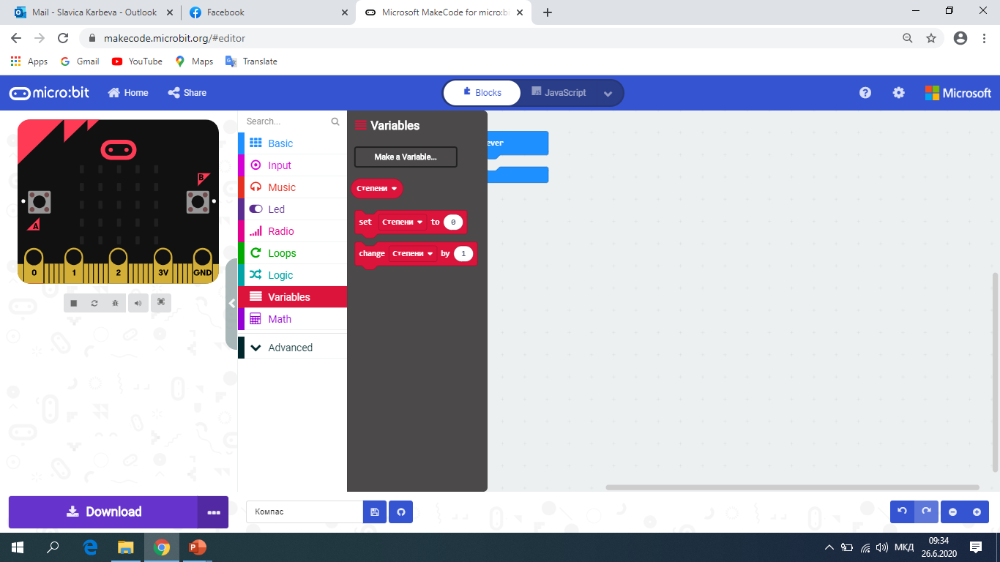 Mail - Slavica Karbeva - Outlook
Facebook
Microsoft MakeCode for micro:bi
makecode.microbit.org/#editor
Apps
Gmail
YouTube
Maps
Translate
micro:bit
Home
Share
Blocks
JavaScript
Microsoft
Search...
Basic
Input
Music
Led
Radio
Loops
Logic
Variables
Math
Advanced
Variables
Make a Variable...
Степени
set Степени to 0
change Степени by 1
ever
B
A
0 1 2 3V GND
Download
Компас
МКД
09:34
26.6.2020